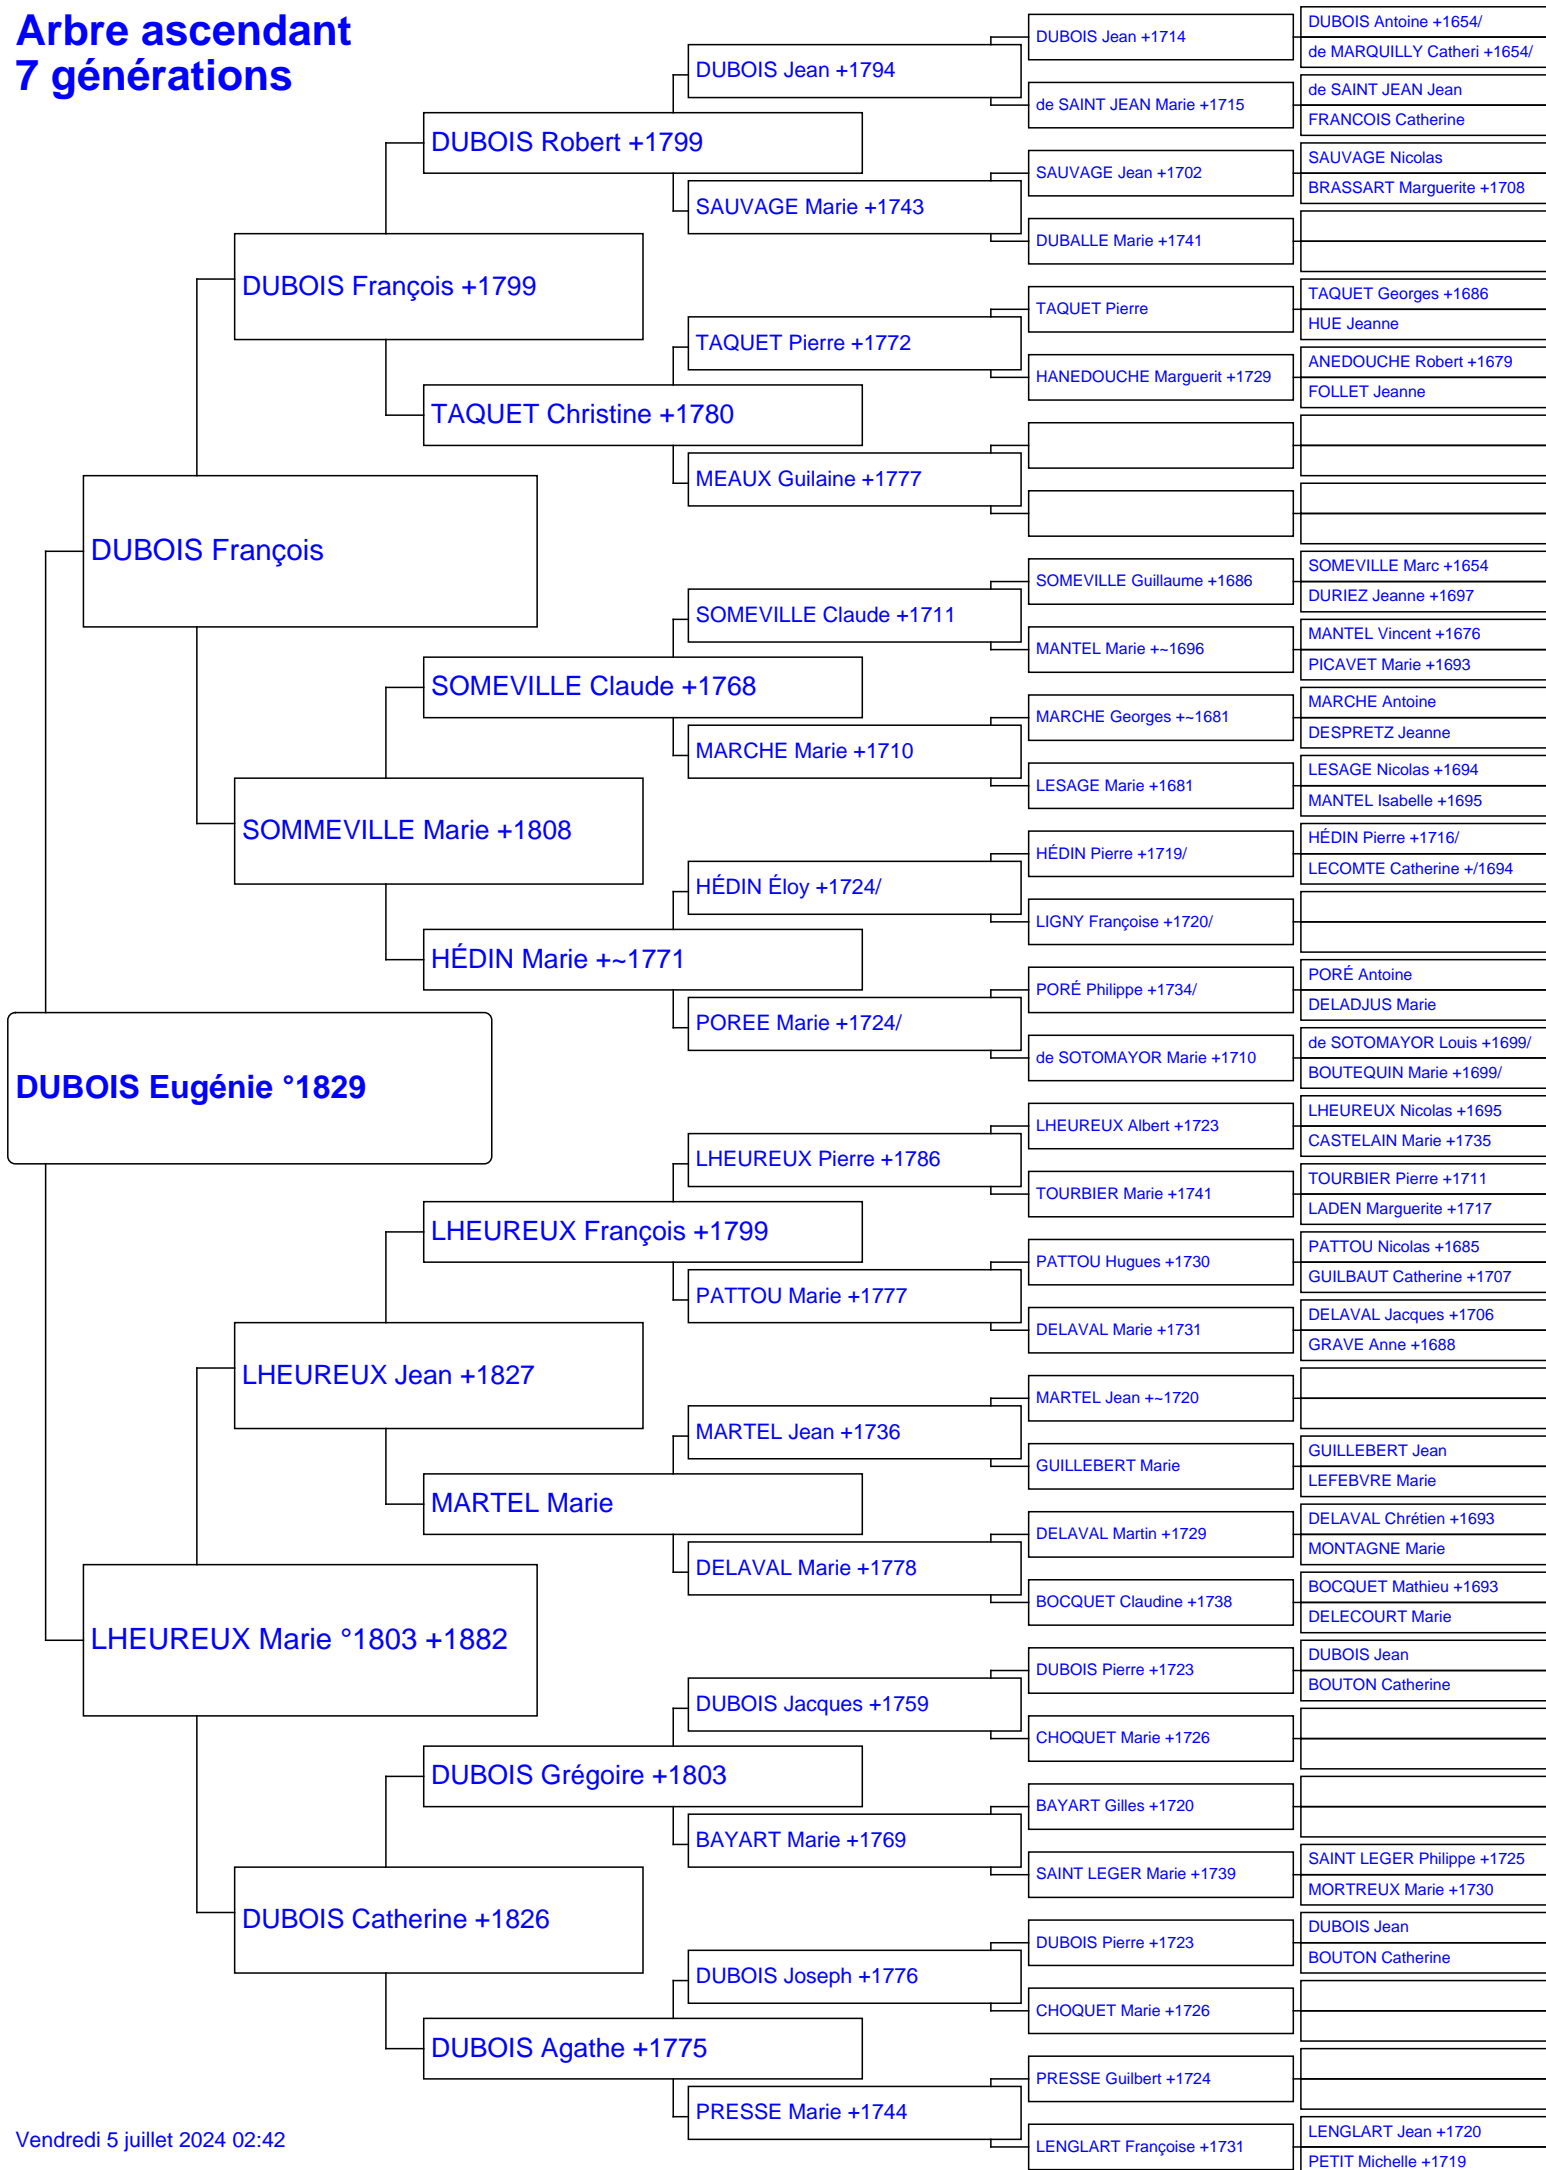 Arbre ascendant
7 générations
DUBOIS Eugénie °1829
DUBOIS François
LHEUREUX Marie °1803 +1882
DUBOIS François +1799
SOMMEVILLE Marie +1808
LHEUREUX Jean +1827
DUBOIS Catherine +1826
DUBOIS Robert +1799
TAQUET Christine +1780
SOMEVILLE Claude +1768
HÉDIN Marie +~1771
LHEUREUX François +1799
MARTEL Marie
DUBOIS Grégoire +1803
DUBOIS Agathe +1775
DUBOIS Jean +1794
SAUVAGE Marie +1743
TAQUET Pierre +1772
MEAUX Guilaine +1777
SOMEVILLE Claude +1711
MARCHE Marie +1710
HÉDIN Éloy +1724/
POREE Marie +1724/
LHEUREUX Pierre +1786
PATTOU Marie +1777
MARTEL Jean +1736
DELAVAL Marie +1778
DUBOIS Jacques +1759
BAYART Marie +1769
DUBOIS Joseph +1776
PRESSE Marie +1744
DUBOIS Jean +1714
de SAINT JEAN Marie +1715
SAUVAGE Jean +1702
DUBALLE Marie +1741
TAQUET Pierre
HANEDOUCHE Marguerit +1729
SOMEVILLE Guillaume +1686
MANTEL Marie +~1696
MARCHE Georges +~1681
LESAGE Marie +1681
HÉDIN Pierre +1719/
LIGNY Françoise +1720/
PORÉ Philippe +1734/
de SOTOMAYOR Marie +1710
LHEUREUX Albert +1723
TOURBIER Marie +1741
PATTOU Hugues +1730
DELAVAL Marie +1731
MARTEL Jean +~1720
GUILLEBERT Marie
DELAVAL Martin +1729
BOCQUET Claudine +1738
DUBOIS Pierre +1723
CHOQUET Marie +1726
BAYART Gilles +1720
SAINT LEGER Marie +1739
DUBOIS Pierre +1723
CHOQUET Marie +1726
PRESSE Guilbert +1724
LENGLART Françoise +1731
DUBOIS Antoine +1654/
de MARQUILLY Catheri +1654/
de SAINT JEAN Jean
FRANCOIS Catherine
SAUVAGE Nicolas
BRASSART Marguerite +1708
TAQUET Georges +1686
HUE Jeanne
ANEDOUCHE Robert +1679
FOLLET Jeanne
SOMEVILLE Marc +1654
DURIEZ Jeanne +1697
MANTEL Vincent +1676
PICAVET Marie +1693
MARCHE Antoine
DESPRETZ Jeanne
LESAGE Nicolas +1694
MANTEL Isabelle +1695
HÉDIN Pierre +1716/
LECOMTE Catherine +/1694
PORÉ Antoine
DELADJUS Marie
de SOTOMAYOR Louis +1699/
BOUTEQUIN Marie +1699/
LHEUREUX Nicolas +1695
CASTELAIN Marie +1735
TOURBIER Pierre +1711
LADEN Marguerite +1717
PATTOU Nicolas +1685
GUILBAUT Catherine +1707
DELAVAL Jacques +1706
GRAVE Anne +1688
GUILLEBERT Jean
LEFEBVRE Marie
DELAVAL Chrétien +1693
MONTAGNE Marie
BOCQUET Mathieu +1693
DELECOURT Marie
DUBOIS Jean
BOUTON Catherine
SAINT LEGER Philippe +1725
MORTREUX Marie +1730
DUBOIS Jean
BOUTON Catherine
LENGLART Jean +1720
PETIT Michelle +1719
Vendredi 5 juillet 2024 02:42